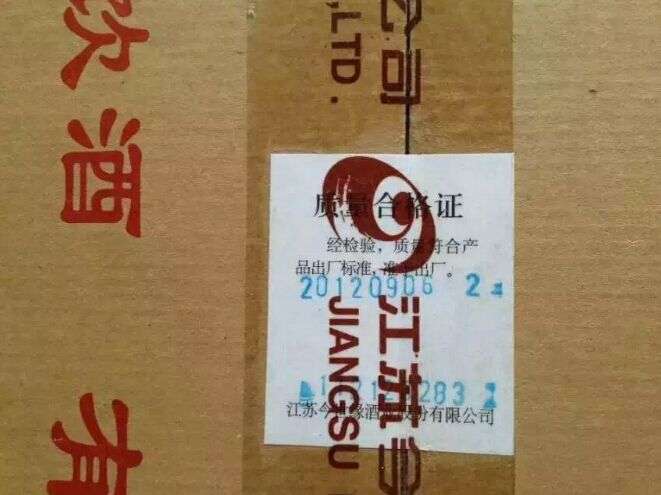 饮酒
有
公司
,LTD.
质量合格证
经检验，质量符合产
品出厂标准，准予出厂。
20120906 2
江苏今世缘酒业股份有限公司
江苏今
JIANGSU